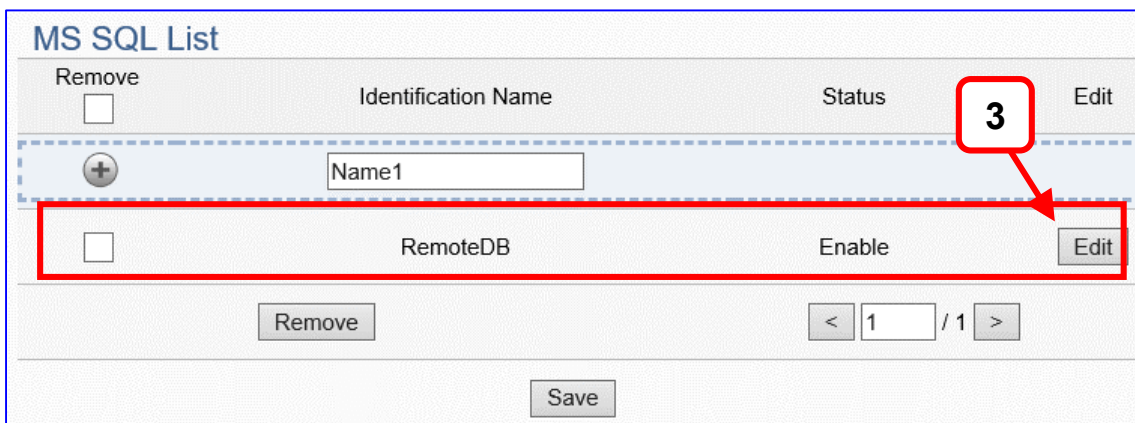 MS SQL List
Remove Identification Name Status Edit
3
Name1
RemoteDB Enable Edit
Remove < 1 / 1 >
Save